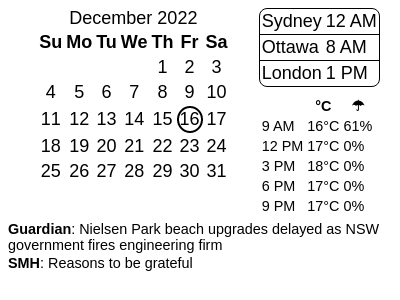 December 2022
Su Mo Tu We Th Fr Sa
1 2 3
4 5 6 7 8 9 10
11 12 13 14 15 16 17
18 19 20 21 22 23 24
25 26 27 28 29 30 31
Sydney 12 AM
Ottawa 8 AM
London 1 PM
°C ☂
9 AM 16°C 61%
12 PM 17°C 0%
3 PM 18°C 0%
6 PM 17°C 0%
9 PM 17°C 0%
Guardian: Nielsen Park beach upgrades delayed as NSW
government fires engineering firm
SMH: Reasons to be grateful